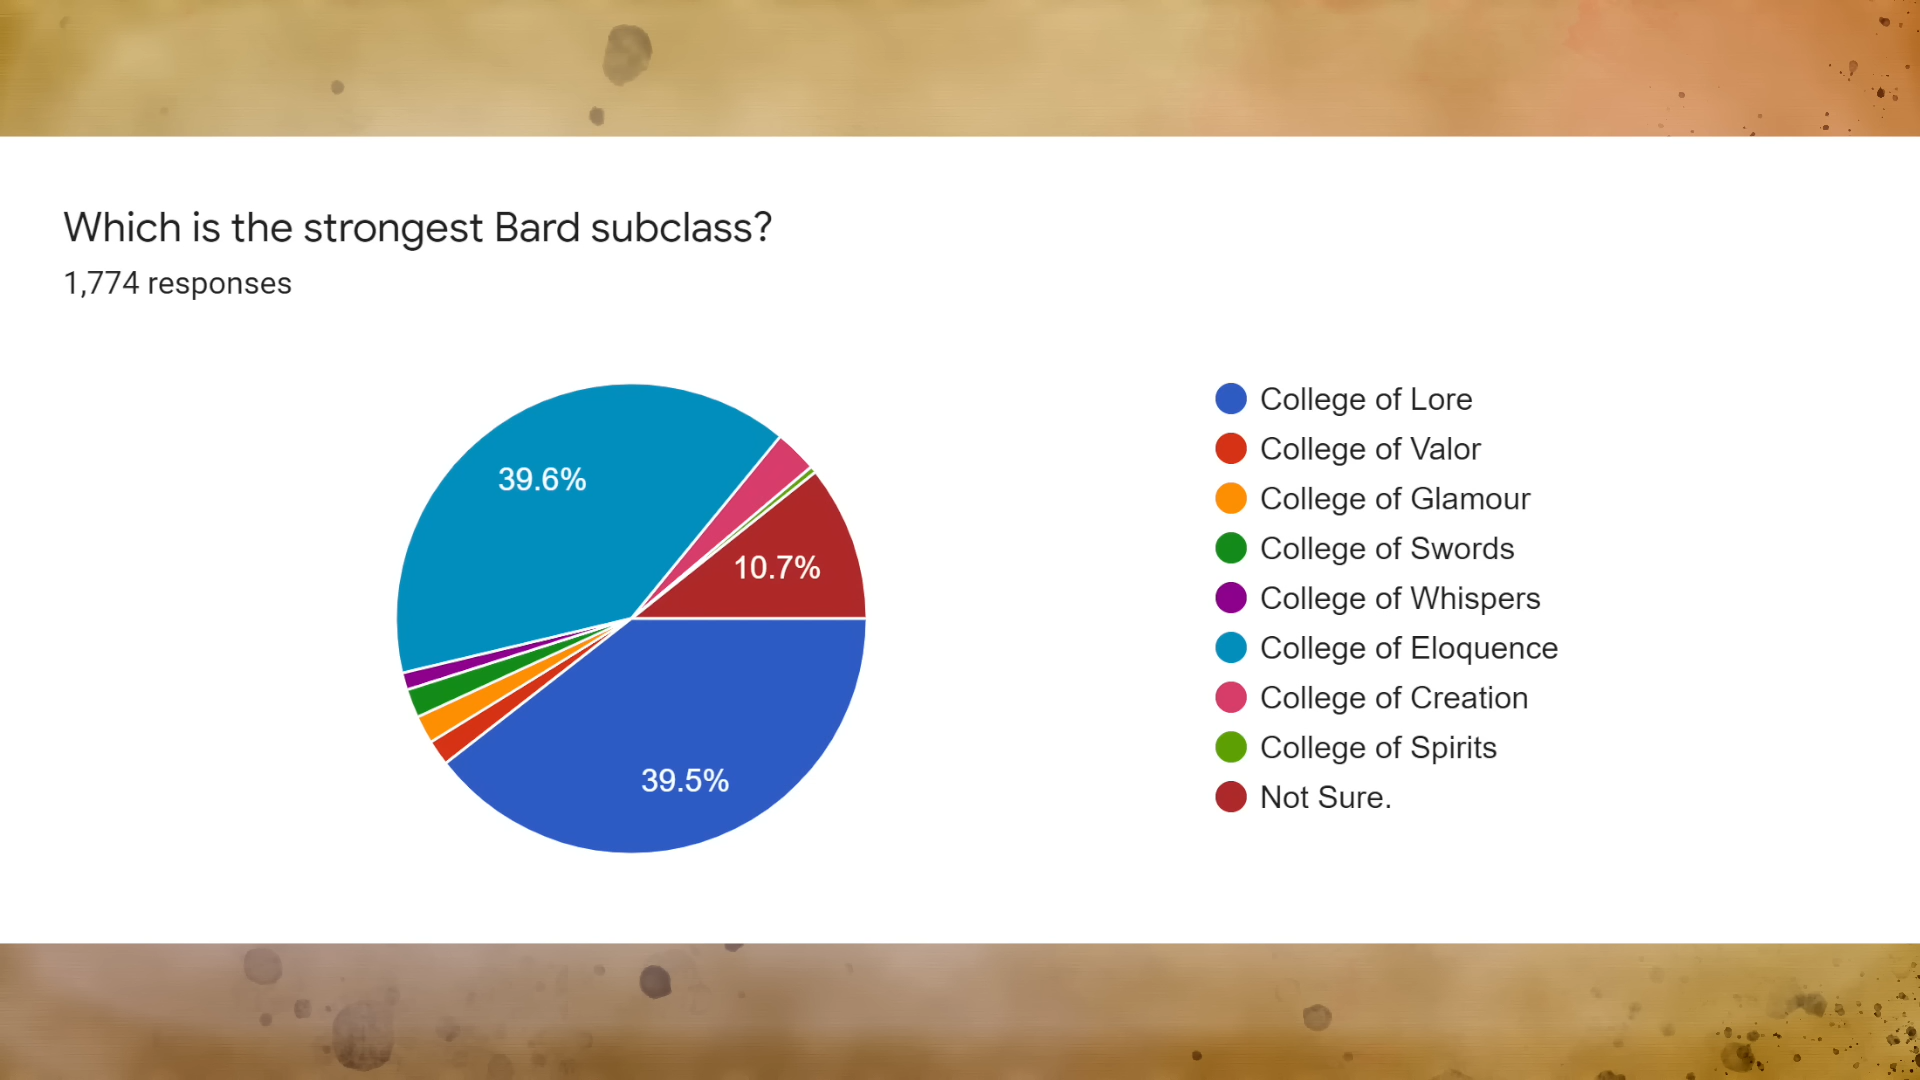 Which is the strongest Bard subclass?
1,774 responses
39.6%
10.7%
39.5%
College of Lore
College of Valor
College of Glamour
College of Swords
College of Whispers
College of Eloquence
College of Creation
College of Spirits
Not Sure.